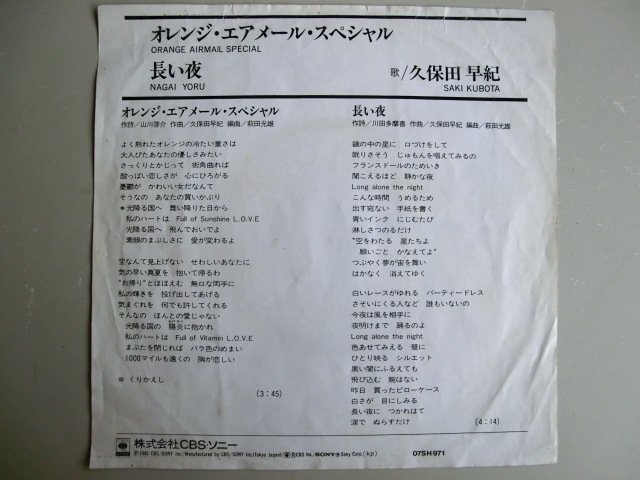 オレンジ・エアメール・スペシャル
ORANGE AIRMAIL SPECIAL
長い夜
NAGAI YORU
歌/久保田 早紀
SAKI KUBOTA
オレンジ・エアメール・スペシャル
作詩/山川啓介 作曲/久保田早紀 編曲/萩田光雄
よく熟れたオレンジの冷たい重さは
大人びたあなたの優しさみたい
さっくりとかじって 街角曲れば
酸っぱい恋しさが 心にひろがる
憂鬱が かわいい女だなんて
そうなの あなたの買いかぶり
*光降る国へ 舞い降りた日から
私のハートは Full of Sunshine L.O.V.E
光降る国へ 飛んでおいでよ
素顔のまぶしさに 愛が変わるよ
空なんて見上げない せわしいあなたに
気の早い真夏を 抱いて帰るわ
“お帰り”とほほえむ 無口な両手に
私の輝きを 投げ出してあげる
気まぐれを 何でも許してくれる
そんなの ほんとの愛じゃない
光降る国の 陽炎に抱かれ
私のハートは Full of Vitamin L.O.V.E
まぶたを閉じれば バラ色のめまい
1000マイルも遠くの 胸が恋しい
※ くりかえし
(3:45)
長い夜
作詩/川田多摩喜 作曲/久保田早紀 編曲/萩田光雄
鏡の中の星に 口づけをして
眠りさそう じゅもんを唱えてみるの
フランスドールのためいき
聞こえるほど 静かな夜
Long alone the night
こんな時間 うめるため
出す宛ない 手紙を書く
青いインク にじむたび
淋しさつのるだけ
“空をわたる 星たちよ
願いごと かなえてよ”
つぶやく夢が宙を舞い
はかなく 消えてゆく
白いレースがゆれる パーティードレス
さそいにくる人など 誰もいないの
今夜は風を相手に
夜明けまで 踊るのよ
Long alone the night
色あせてみえる 壁に
ひとり映る シルエット
黒い闇にふるえても
飛び込む 腕はない
昨日 買ったピローケース
白さが 目にしみる
長い夜に つかれはて
涙で ぬらすだけ
(4:14)
株式会社CBS・ソニー
07SH971